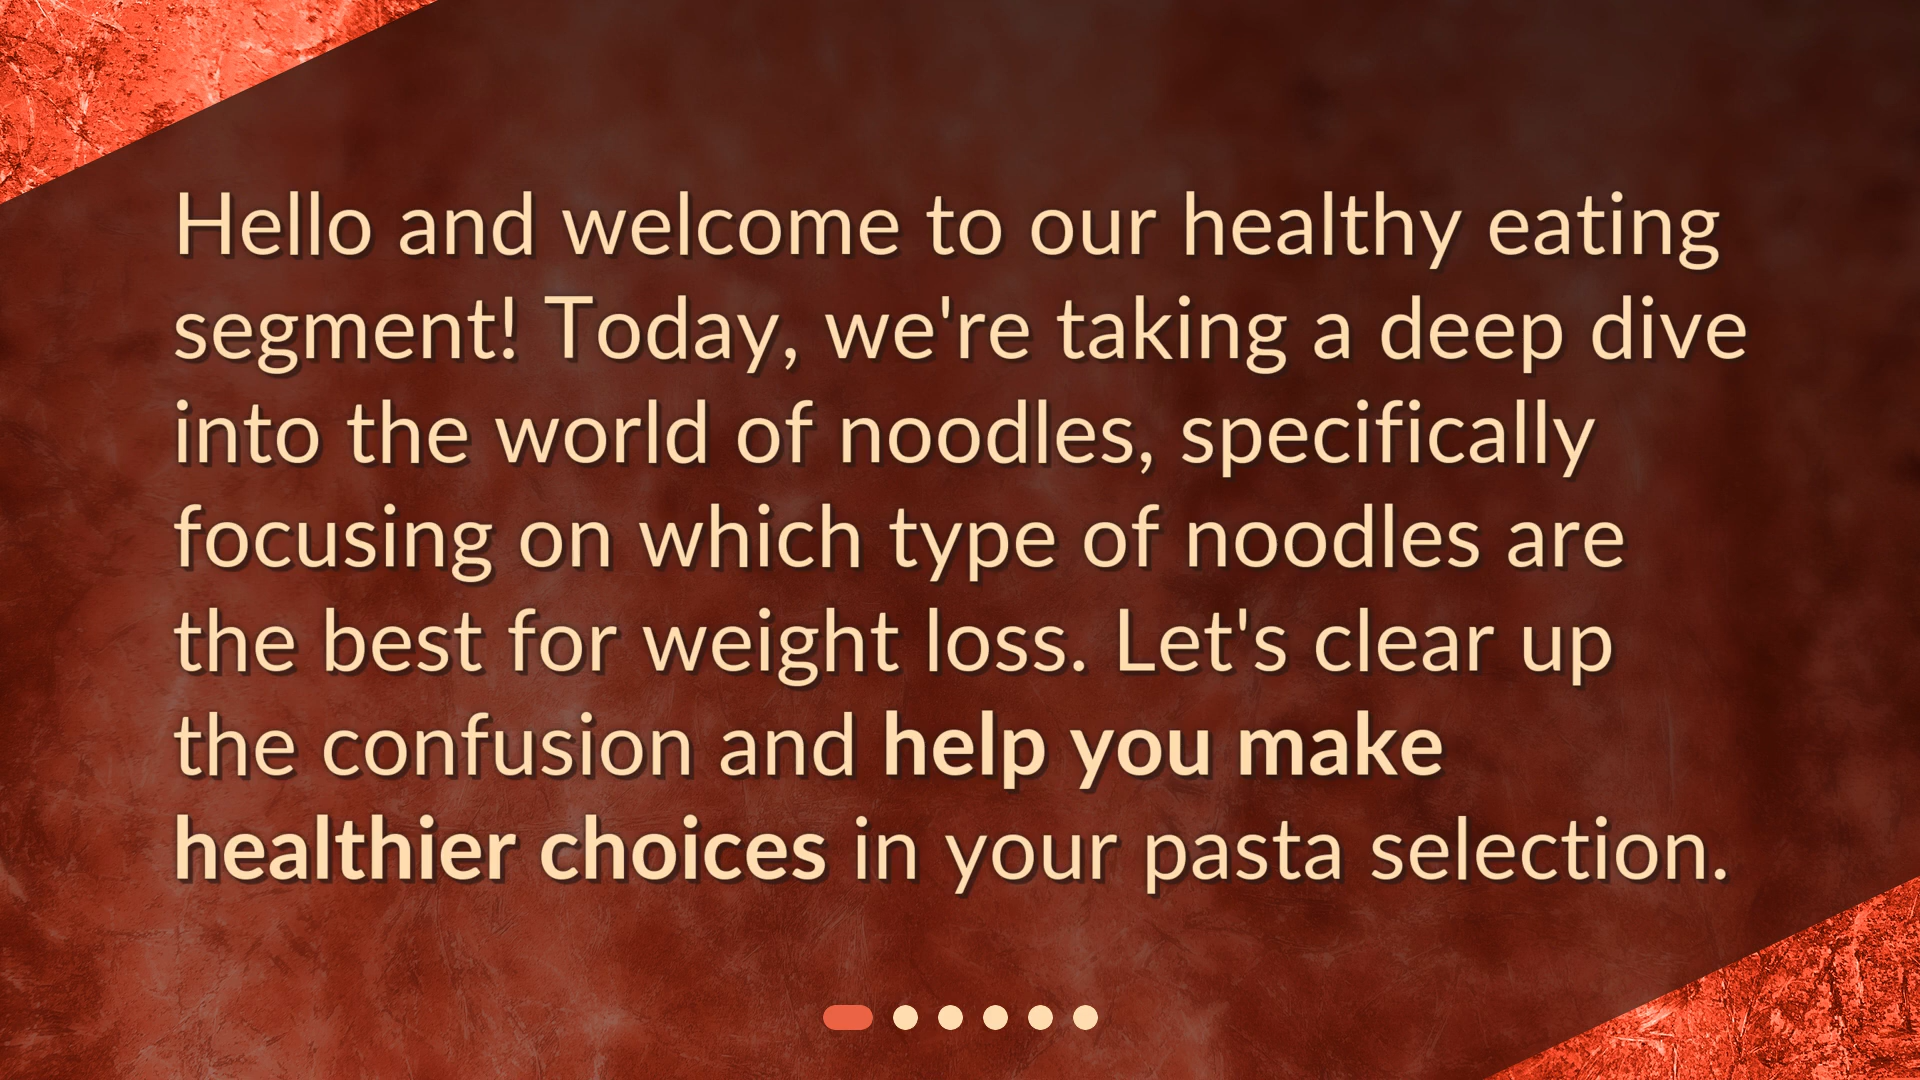 Hello and welcome to our healthy eating
segment! Today, we're taking a deep dive
into the world of noodles, specifically
focusing on which type of noodles are
the best for weight loss. Let's clear up
the confusion and help you make
healthier choices in your pasta selection.